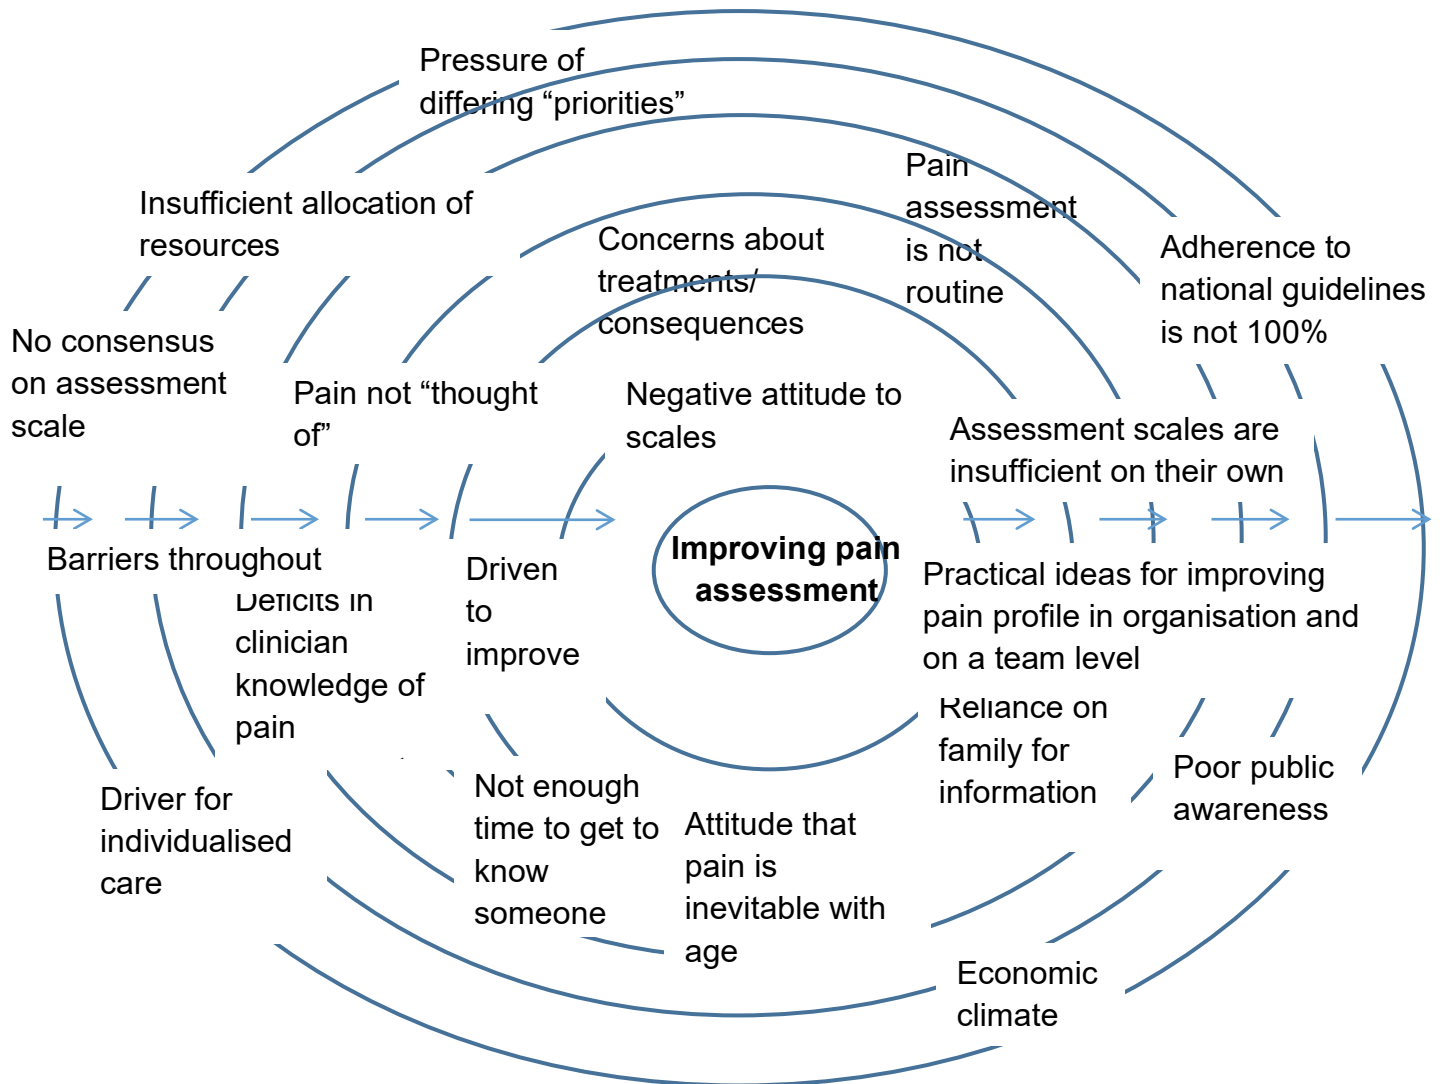 Pressure of
differing “priorities”
Pain
assessment
is not
routine
Insufficient allocation of
resources
Concerns about
treatments/
consequences
Adherence to
national guidelines
is not 100%
No consensus
on assessment
scale
Pain not “thought
of”
Negative attitude to
scales
Assessment scales are
insufficient on their own
Barriers throughout
Improving pain
assessment
Driven
to
improve
Practical ideas for improving
pain profile in organisation and
on a team level
Deficits in
clinician
knowledge of
pain
Reliance on
family for
information
Driver for
individualised
care
Not enough
time to get to
know
someone
Attitude that
pain is
inevitable with
age
Poor public
awareness
Economic
climate